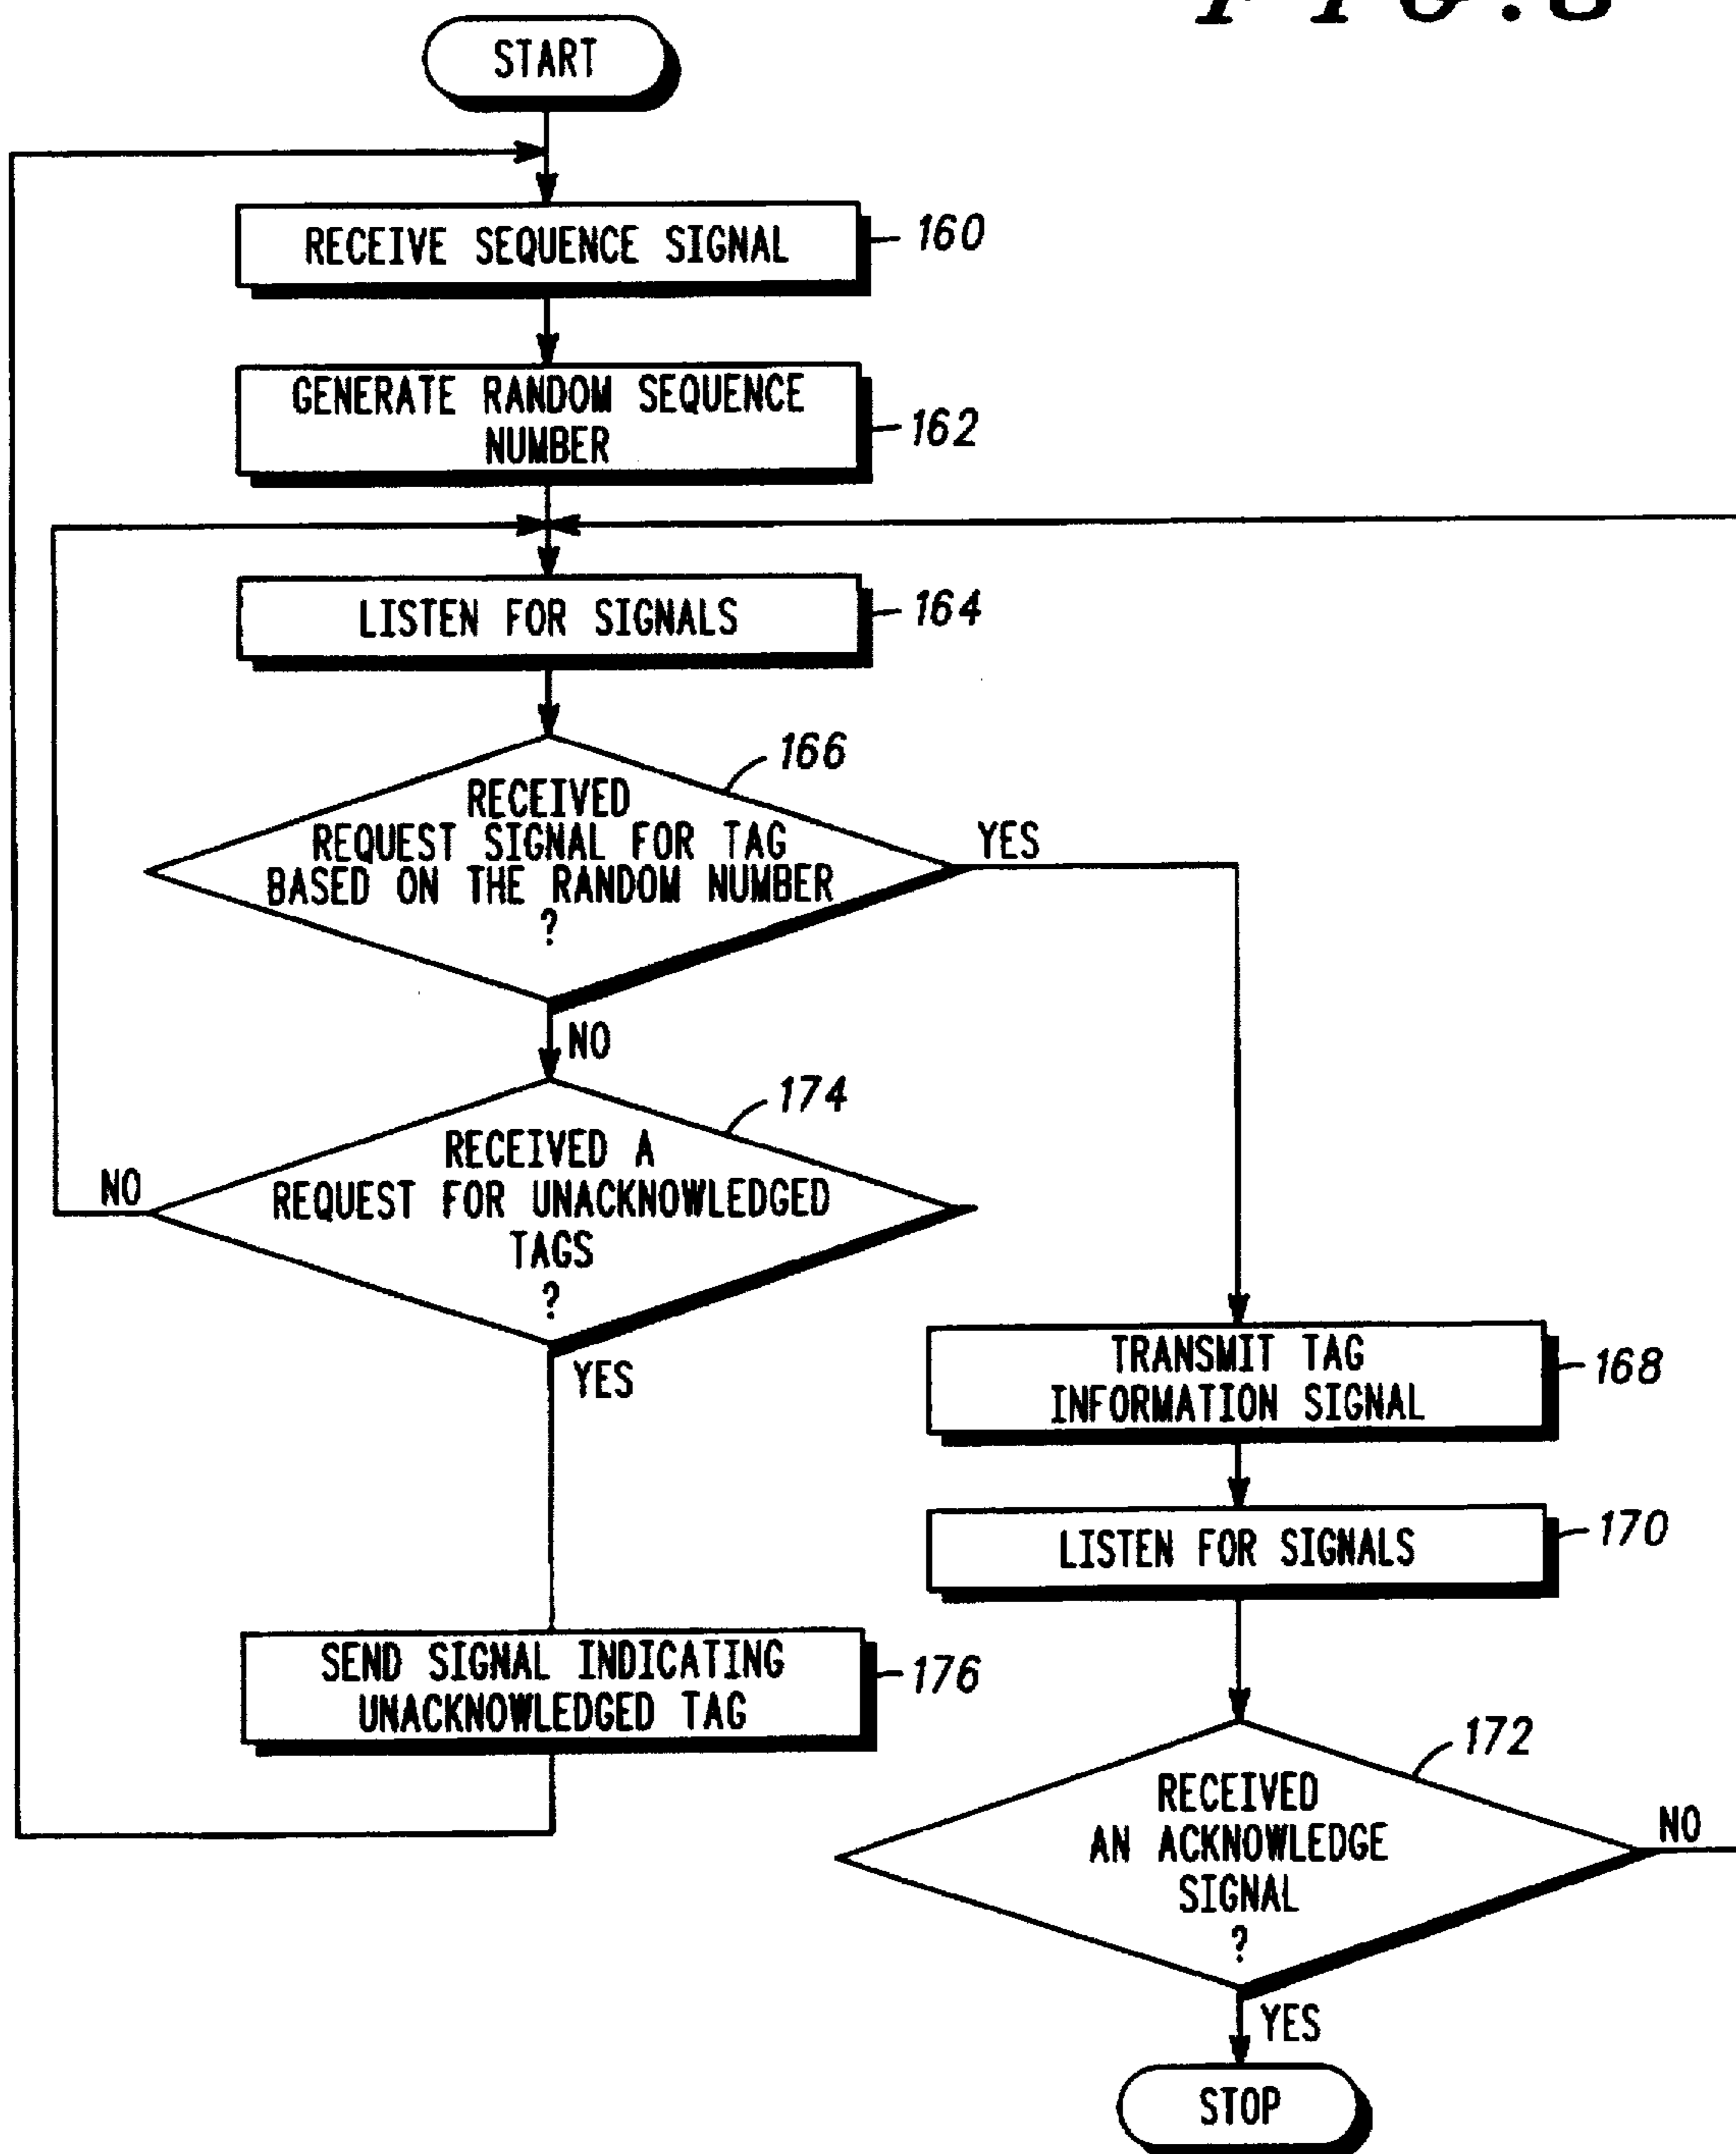 START
RECEIVE SEQUENCE SIGNAL
160
GENERATE RANDOM SEQUENCE
NUMBER
162
LISTEN FOR SIGNALS
164
166
RECEIVED
REQUEST SIGNAL FOR TAG
BASED ON THE RANDOM NUMBER
?
YES
NO
174
RECEIVED A
REQUEST FOR UNACKNOWLEDGED
TAGS
?
NO
YES
TRANSMIT TAG
INFORMATION SIGNAL
168
LISTEN FOR SIGNALS
170
SEND SIGNAL INDICATING
UNACKNOWLEDGED TAG
176
172
RECEIVED
AN ACKNOWLEDGE
SIGNAL
?
NO
YES
STOP